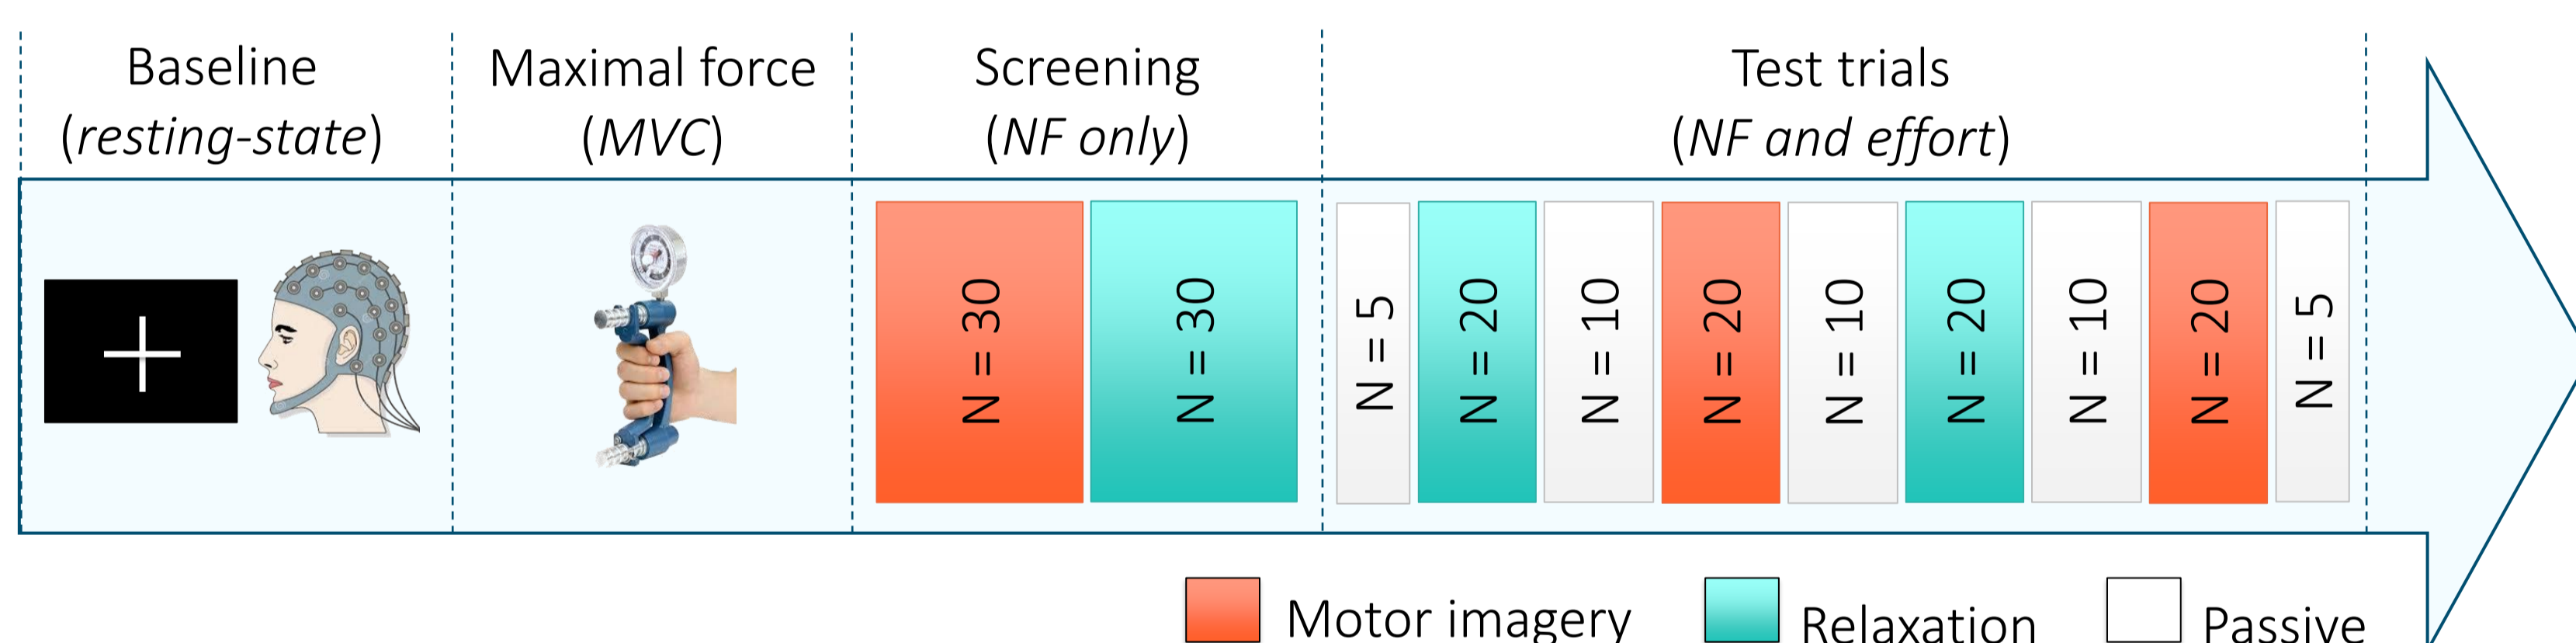 Baseline
(resting-state)
Maximal force
(MVC)
Screening
(NF only)
Test trials
(NF and effort)
N = 30
N = 30
N = 5
N = 20
N = 10
N = 20
N = 10
N = 20
N = 10
N = 20
N = 5
Motor imagery
Relaxation
Passive